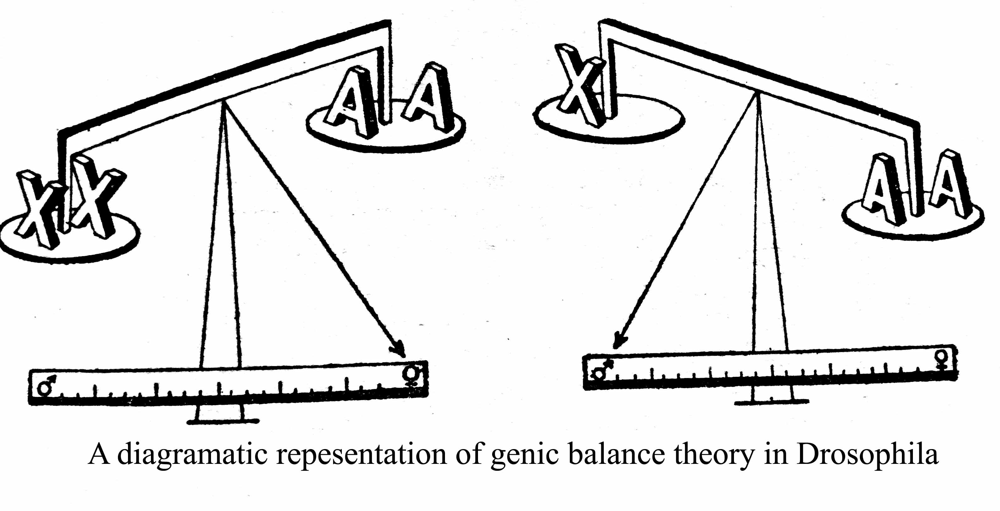 XX
AA
X
AA
♂ ♀
♂ ♀
A diagramatic repesentation of genic balance theory in Drosophila